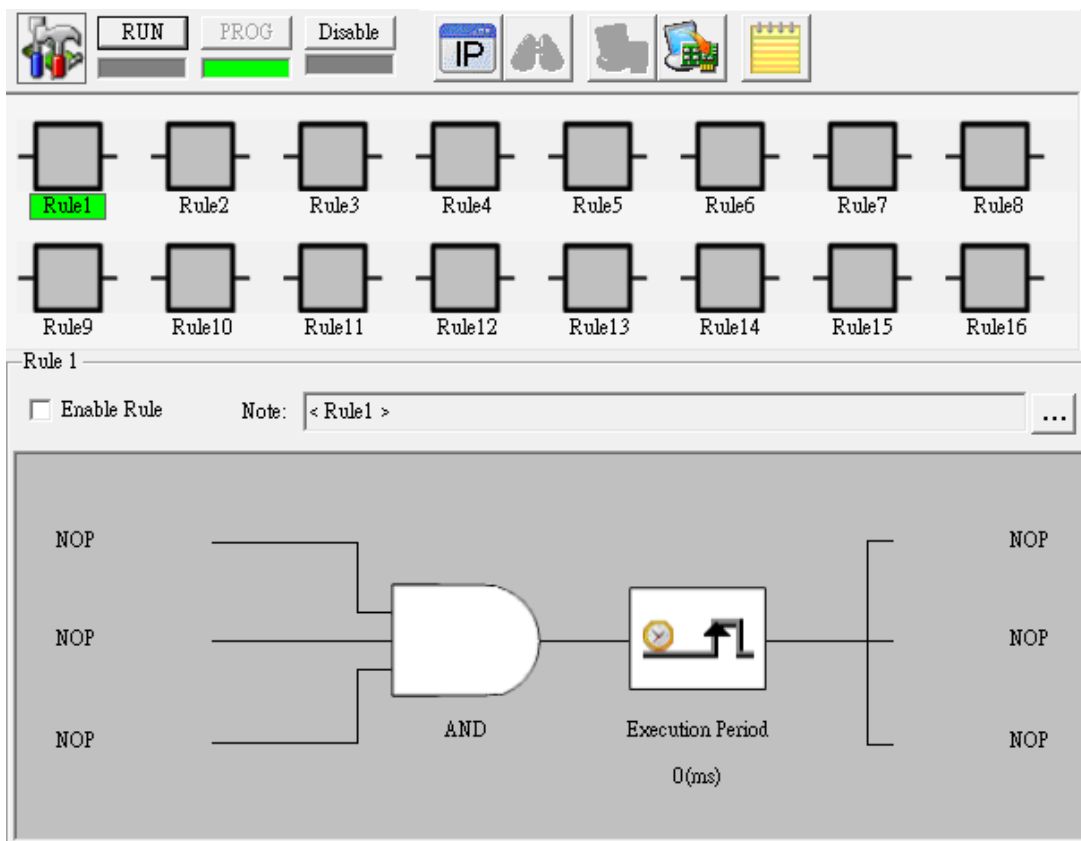 RUN PROG Disable
IP
Rule1 Rule2 Rule3 Rule4 Rule5 Rule6 Rule7 Rule8
Rule9 Rule10 Rule11 Rule12 Rule13 Rule14 Rule15 Rule16
Rule 1
Enable Rule Note: < Rule1 > ...
NOP NOP
NOP NOP
AND Execution Period
NOP NOP
0(ms)